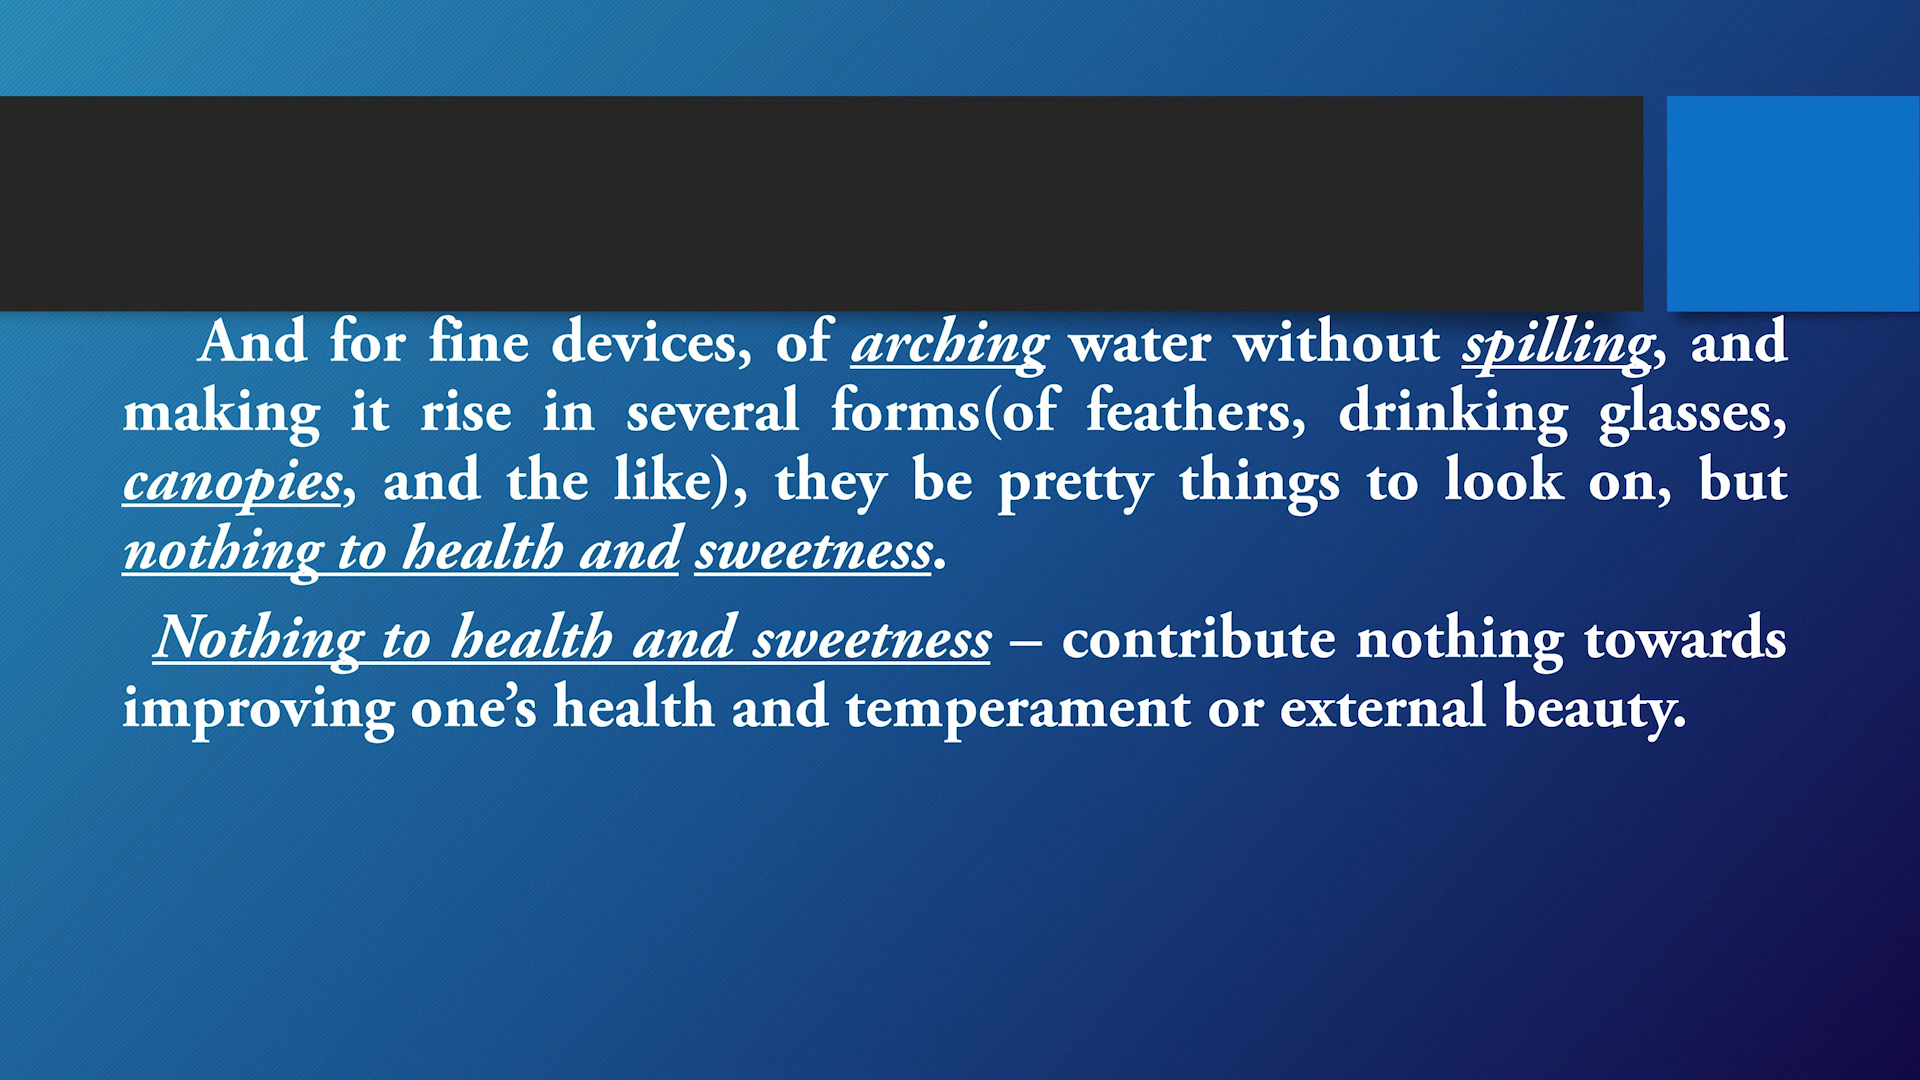 And for fine devices, of arching water without spilling, and
making it rise in several forms(of feathers, drinking glasses,
canopies, and the like), they be pretty things to look on, but
nothing to health and sweetness.
Nothing to health and sweetness – contribute nothing towards
improving one’s health and temperament or external beauty.